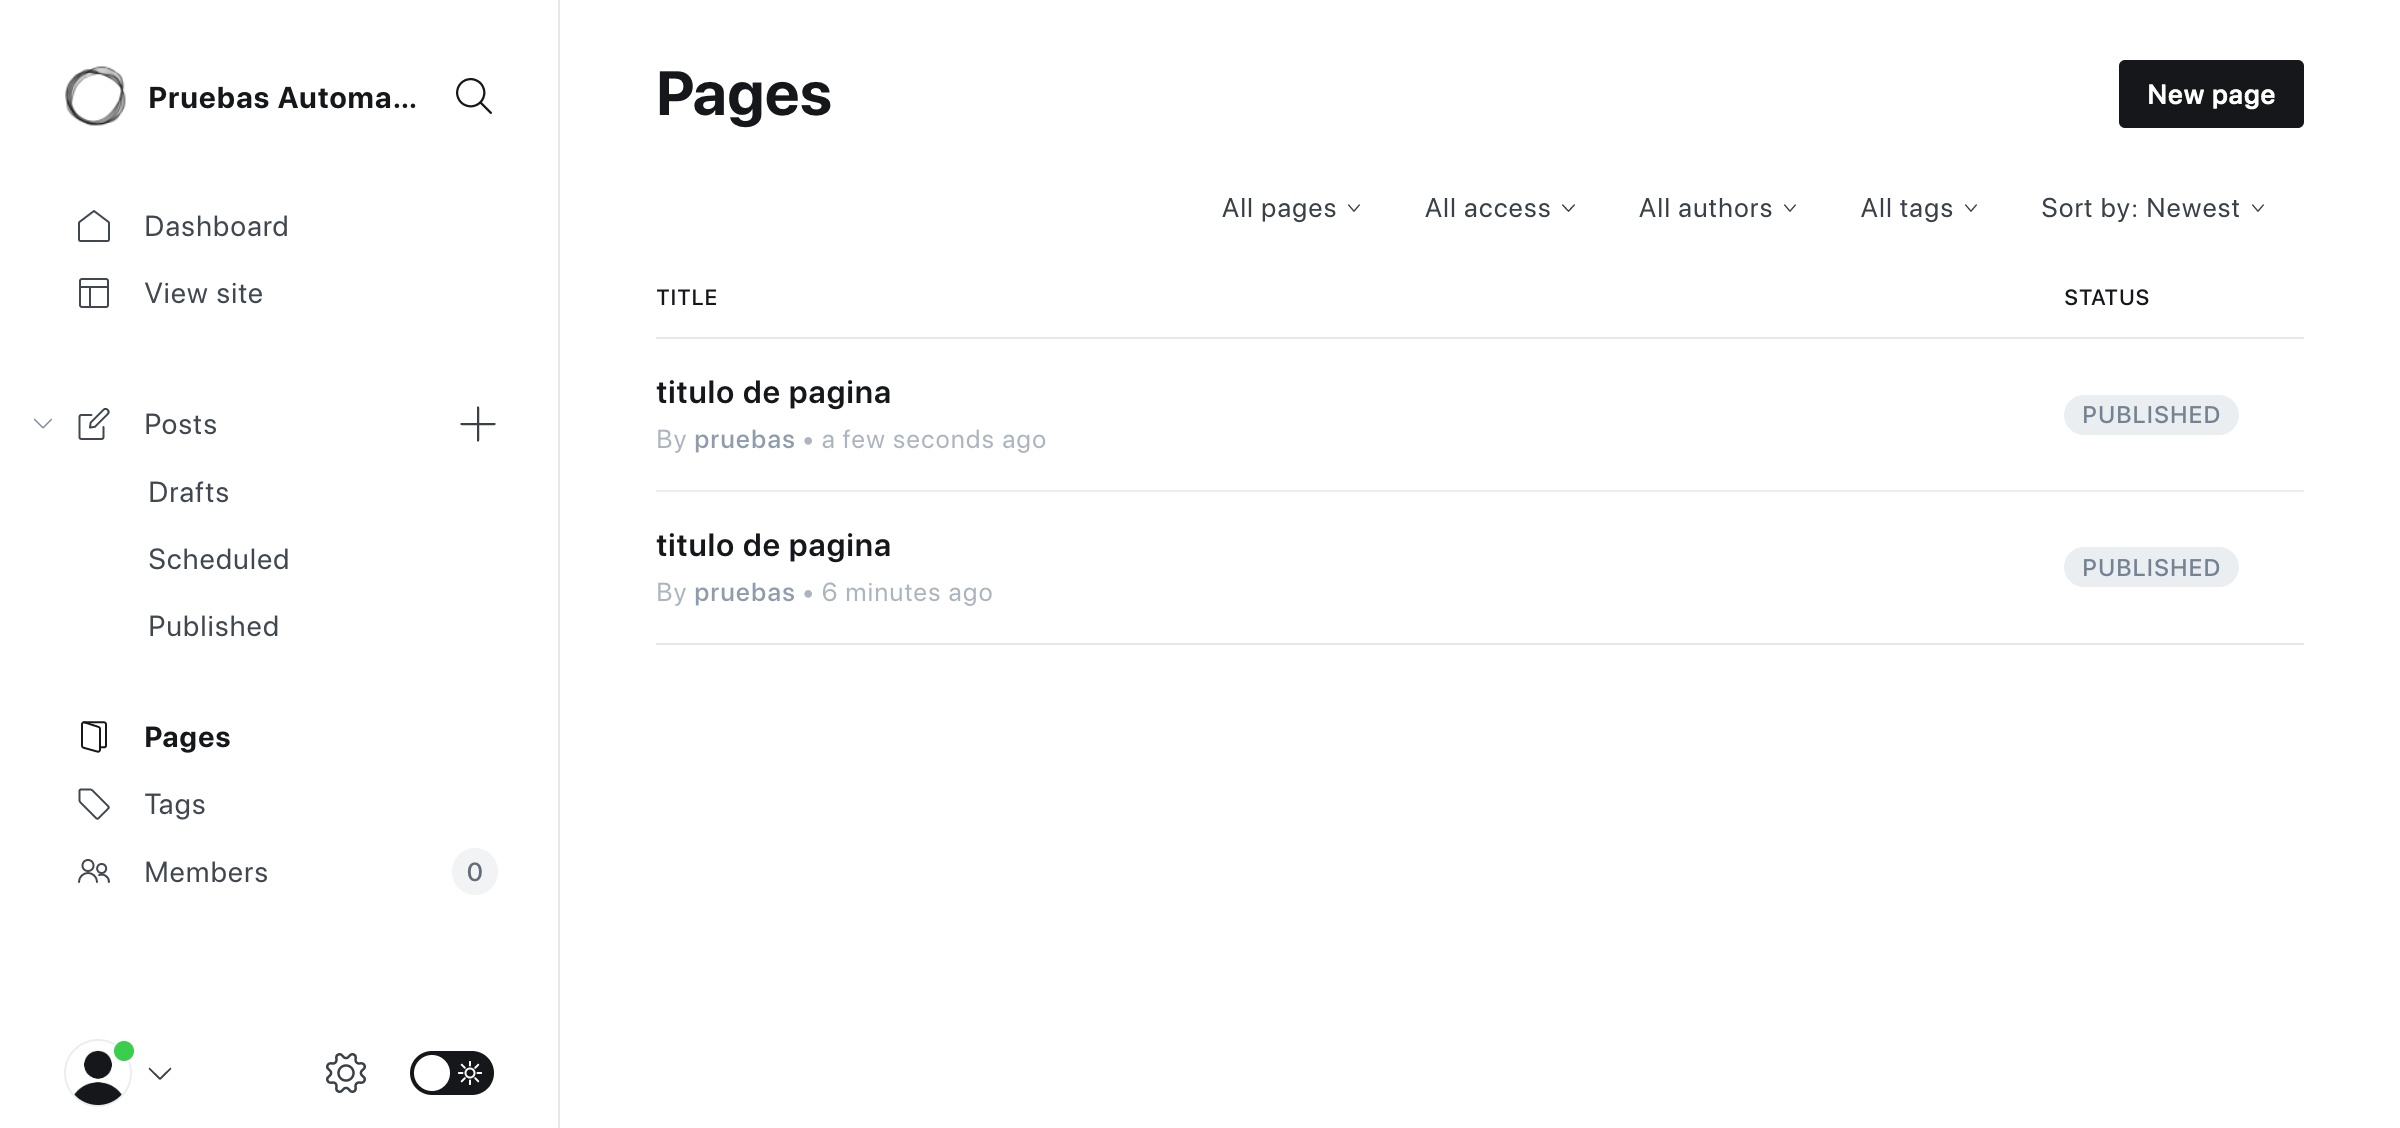 Pruebas Automa...
Dashboard
View site
Posts
Drafts
Scheduled
Published
Pages
Tags
Members
0
Pages
New page
All pages
All access
All authors
All tags
Sort by: Newest
TITLE
STATUS
titulo de pagina
By pruebas • a few seconds ago
PUBLISHED
titulo de pagina
By pruebas • 6 minutes ago
PUBLISHED